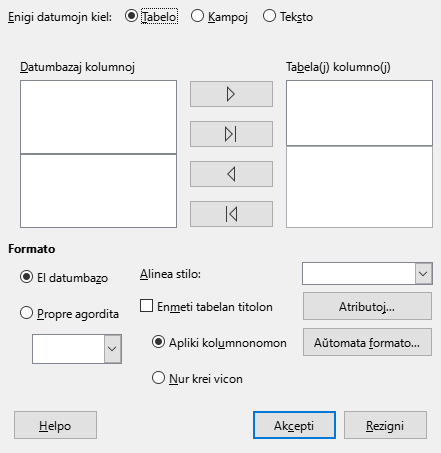 Enigi datumojn kiel: Tabelo Kampoj Teksto
Datumbazaj kolumnoj Tabela(j) kolumno(j)
Formato
El datumbazo Alinea stilo:
Propre agordita Enmeti tabelan titolon Atributoj...
Apliki kolumnonomon Aŭtomata formato...
Nur krei vicon
Helpo Akcepti Rezigni